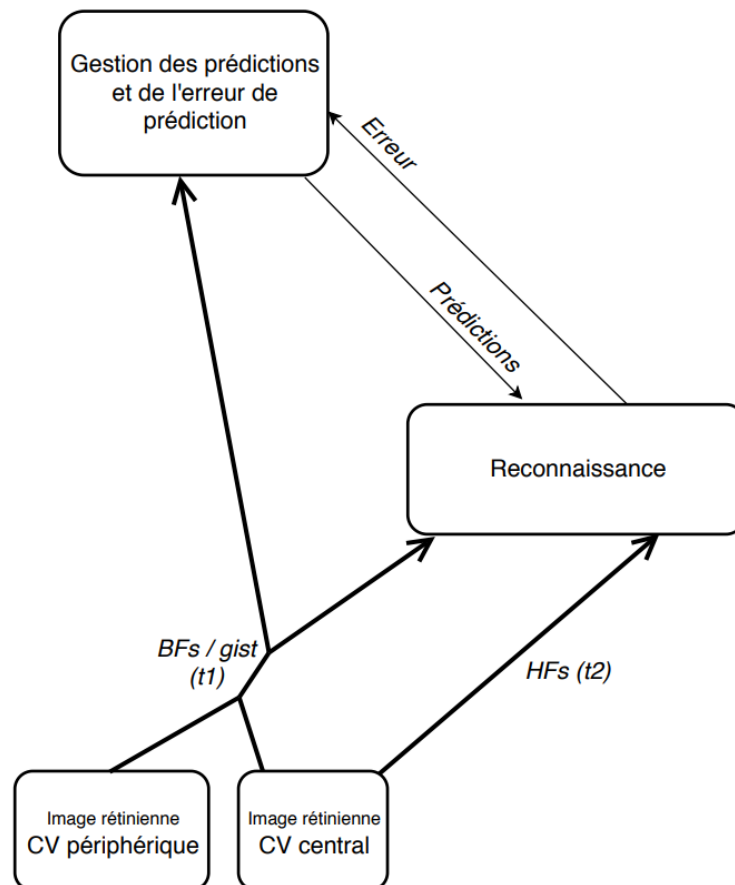 Gestion des prédictions
et de l'erreur de
prédiction
Erreur
Prédictions
Reconnaissance
BFs / gist
(t1)
HFs (t2)
Image rétinienne
CV périphérique
Image rétinienne
CV central